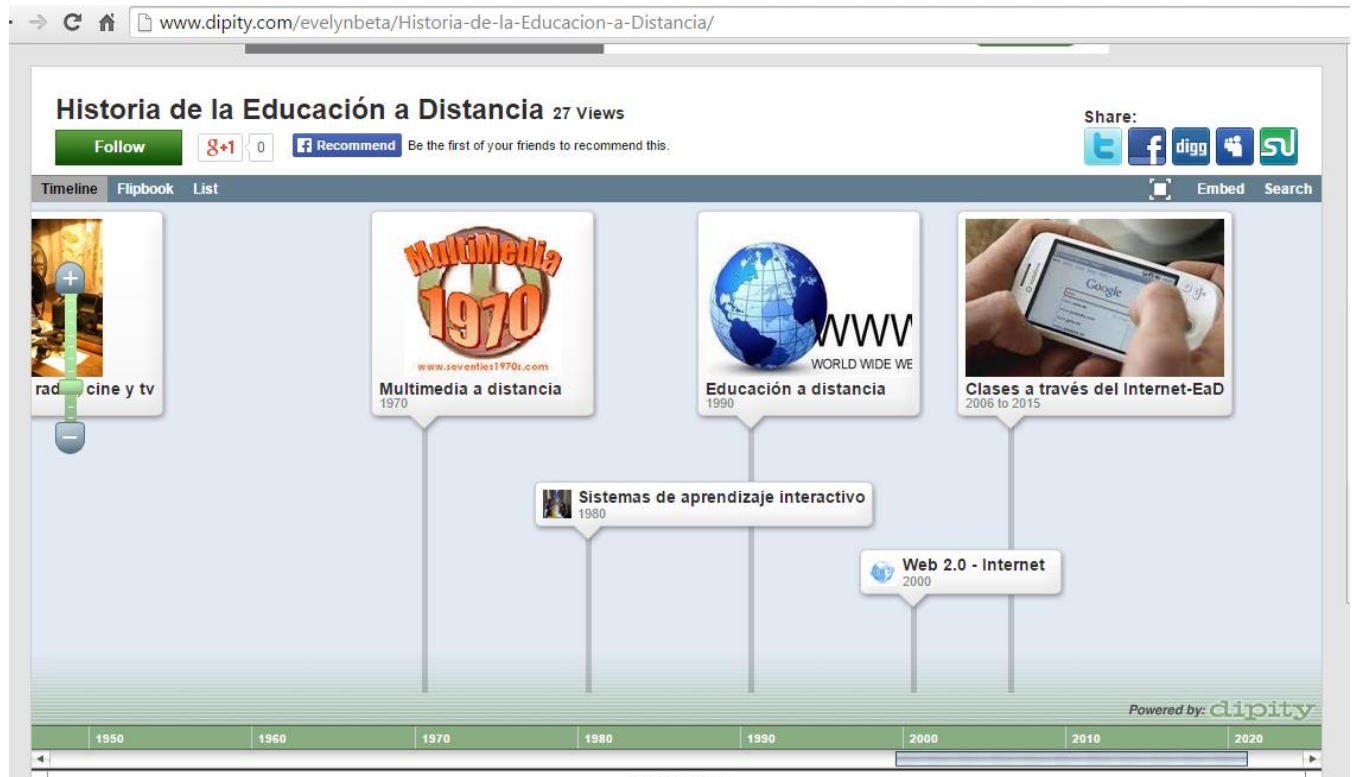 www.dipity.com/evelynbeta/Historia-de-la-Educacion-a-Distancia/
Historia de la Educación a Distancia 27 Views
Share:
Follow
g+1 0
Recommend Be the first of your friends to recommend this.
digg
Timeline Flipbook List
Embed Search
MultiMedia
1970
www.seventies1970s.com
WWW
WORLD WIDE WE
Google
cine y tv
Multimedia a distancia
1970
Educación a distancia
1990
Clases a través del Internet-EaD
2006 to 2015
Sistemas de aprendizaje interactivo
1980
Web 2.0 - Internet
2000
Powered by: dipity
1950 1960 1970 1980 1990 2000 2010 2020